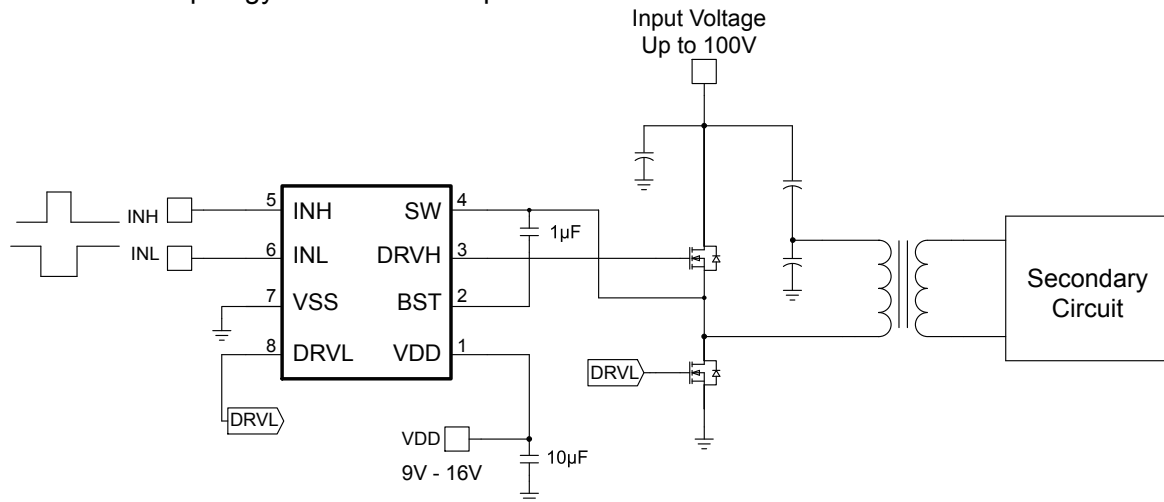 Input Voltage
Up to 100V
INH
5
INH
SW
4
1µF
INL
6
INL
DRVH
3
7
VSS
BST
2
8
DRVL
VDD
1
DRVL
DRVL
VDD
9V - 16V
10µF
Secondary
Circuit